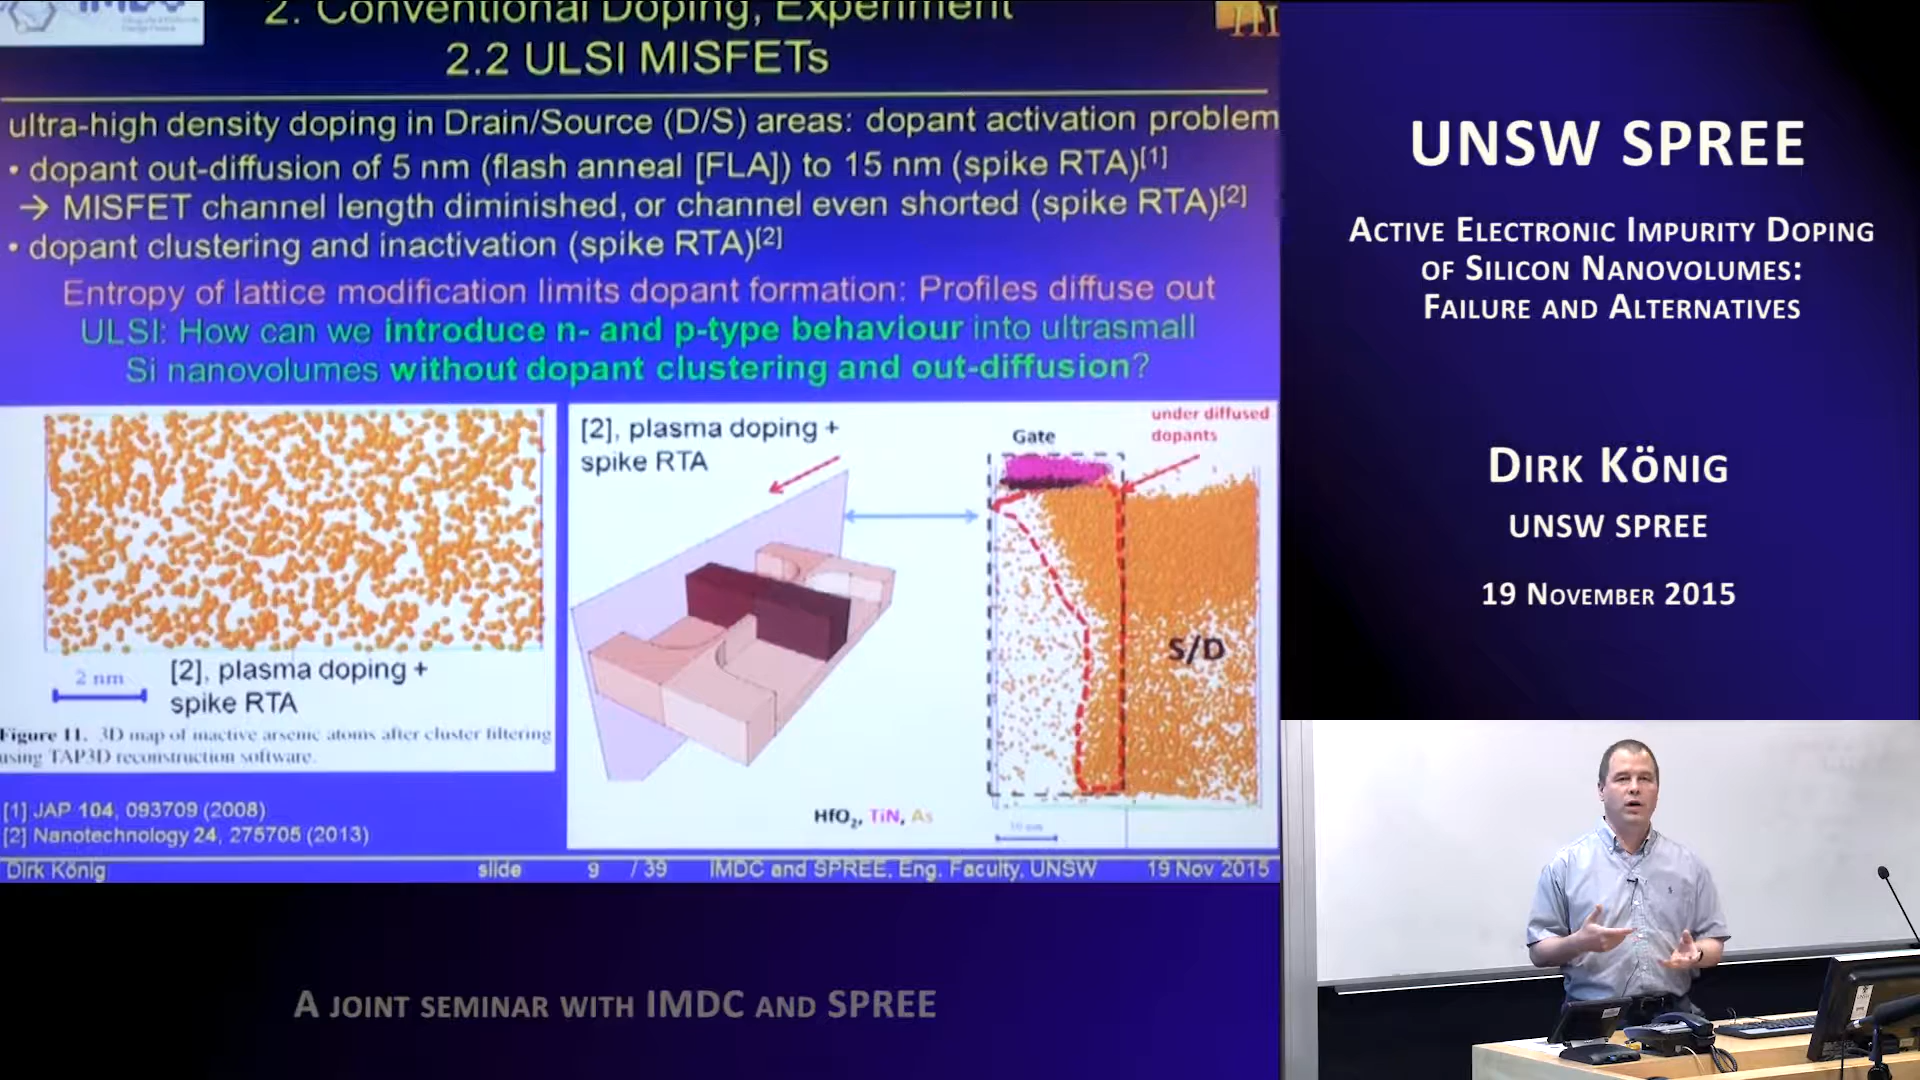 2. Conventional Doping, Experiment
2.2 ULSI MISFETs
ultra-high density doping in Drain/Source (D/S) areas: dopant activation problem
• dopant out-diffusion of 5 nm (flash anneal [FLA]) to 15 nm (spike RTA)[1]
→ MISFET channel length diminished, or channel even shorted (spike RTA)[2]
• dopant clustering and inactivation (spike RTA)[2]
Entropy of lattice modification limits dopant formation: Profiles diffuse out
ULSI: How can we introduce n- and p-type behaviour into ultrasmall
Si nanovolumes without dopant clustering and out-diffusion?
2 nm
[2], plasma doping +
spike RTA
Figure 11. 3D map of inactive arsenic atoms after cluster filtering
using TAP3D reconstruction software.
[2], plasma doping +
spike RTA
Gate
under diffused
dopants
S/D
HfO2, TiN, As
10 nm
[1] JAP 104, 093709 (2008)
[2] Nanotechnology 24, 275705 (2013)
Dirk König slide 9 / 39 IMDC and SPREE, Eng. Faculty, UNSW 19 Nov 2015
UNSW SPREE
Active Electronic Impurity Doping
of Silicon Nanovolumes:
Failure and Alternatives
Dirk König
UNSW SPREE
19 November 2015
A joint seminar with IMDC and SPREE